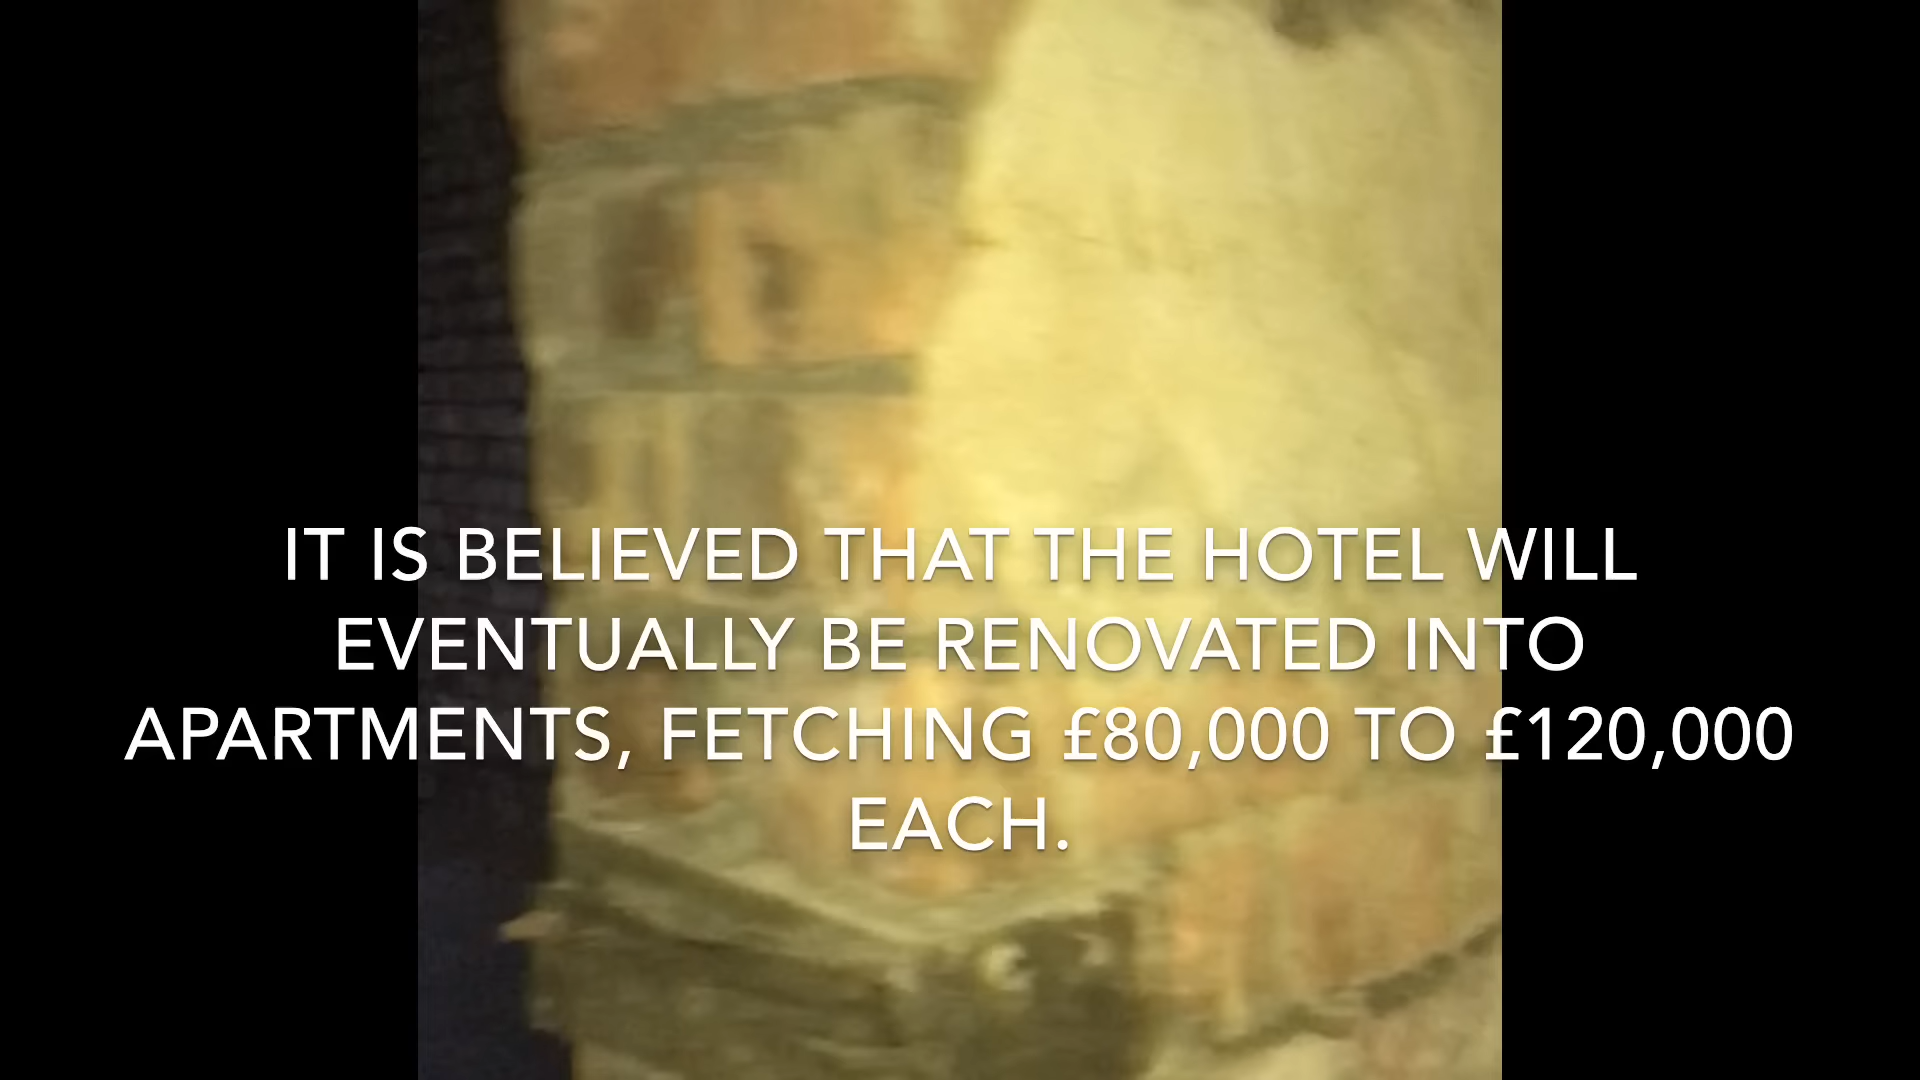 IT IS BELIEVED THAT THE HOTEL WILL
EVENTUALLY BE RENOVATED INTO
APARTMENTS, FETCHING £80,000 TO £120,000
EACH.